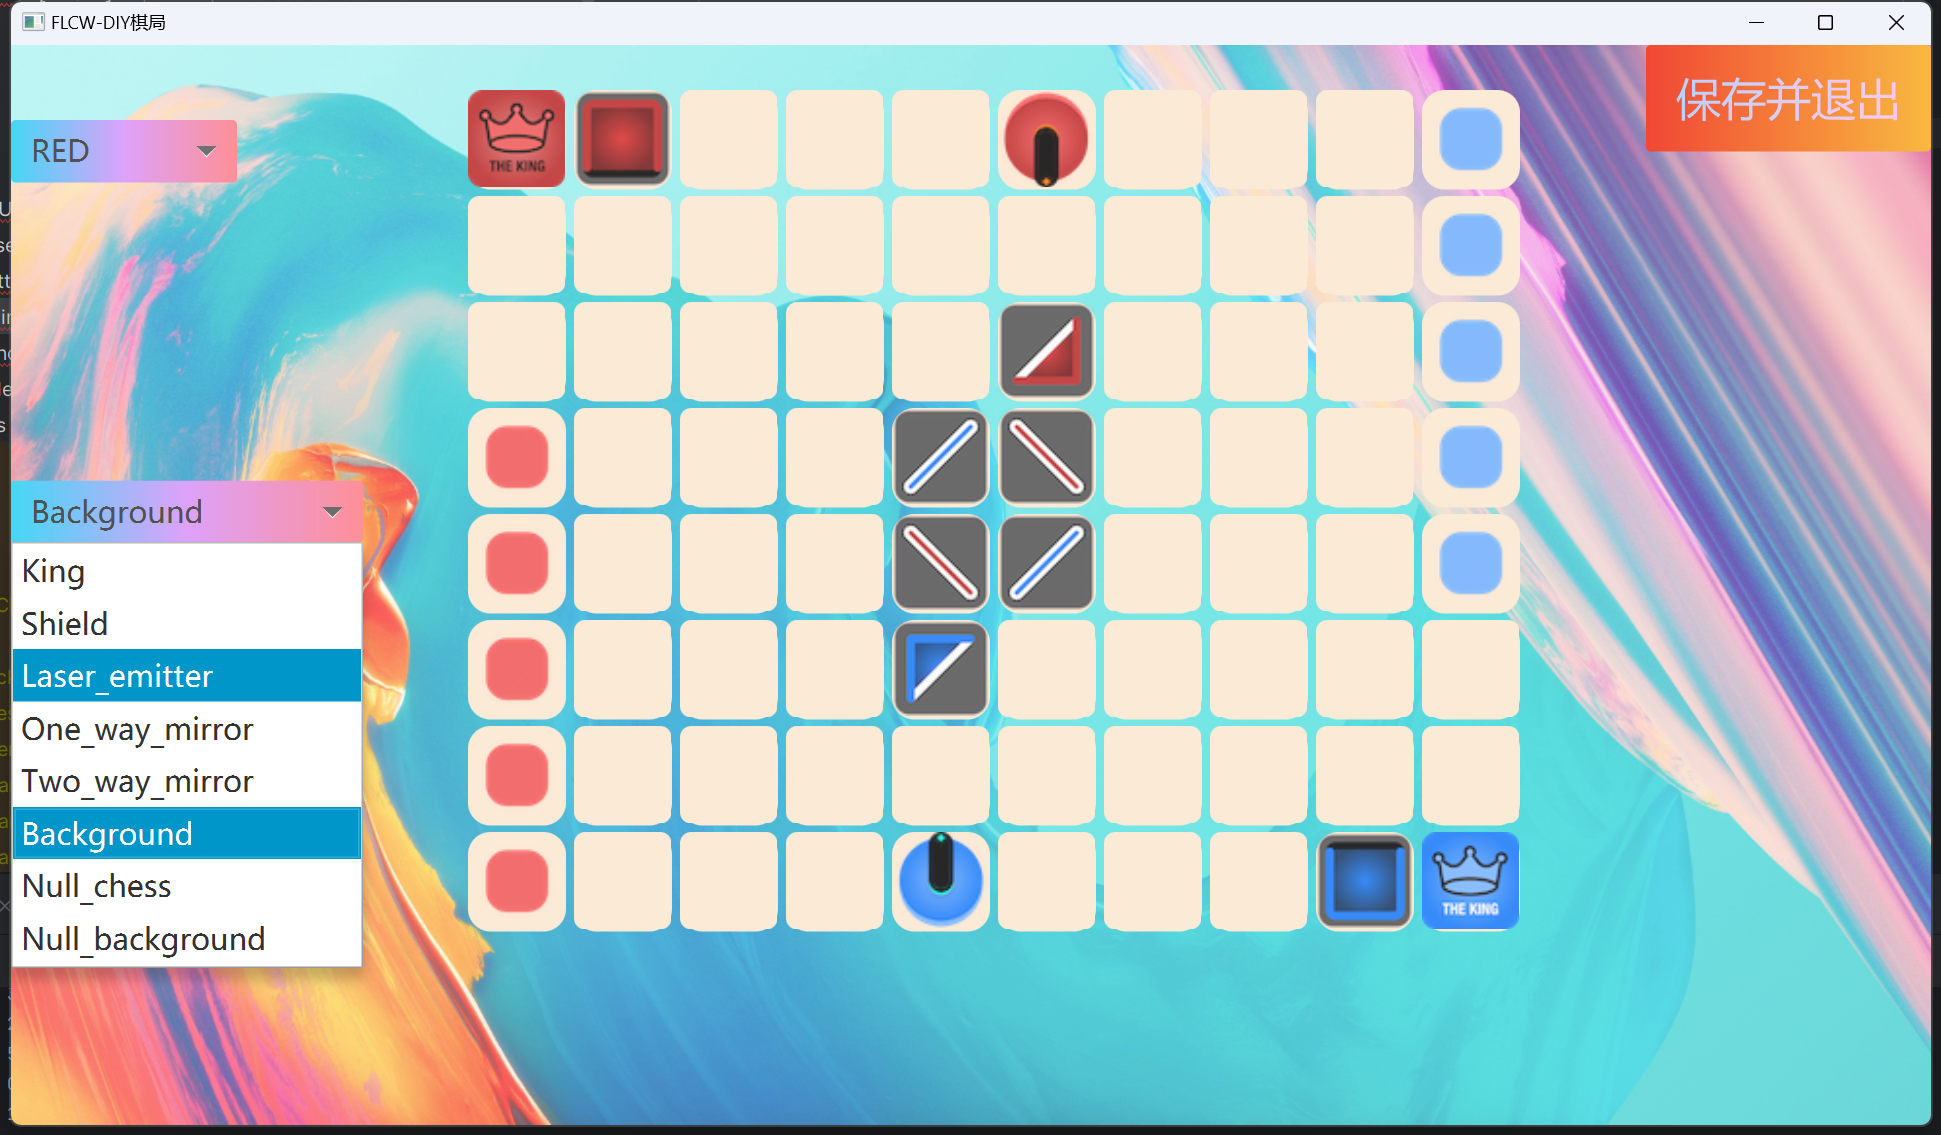 FLCW-DIY棋局
保存并退出
RED
THE KING
Background
King
Shield
Laser_emitter
One_way_mirror
Two_way_mirror
Background
Null_chess
Null_background
THE KING